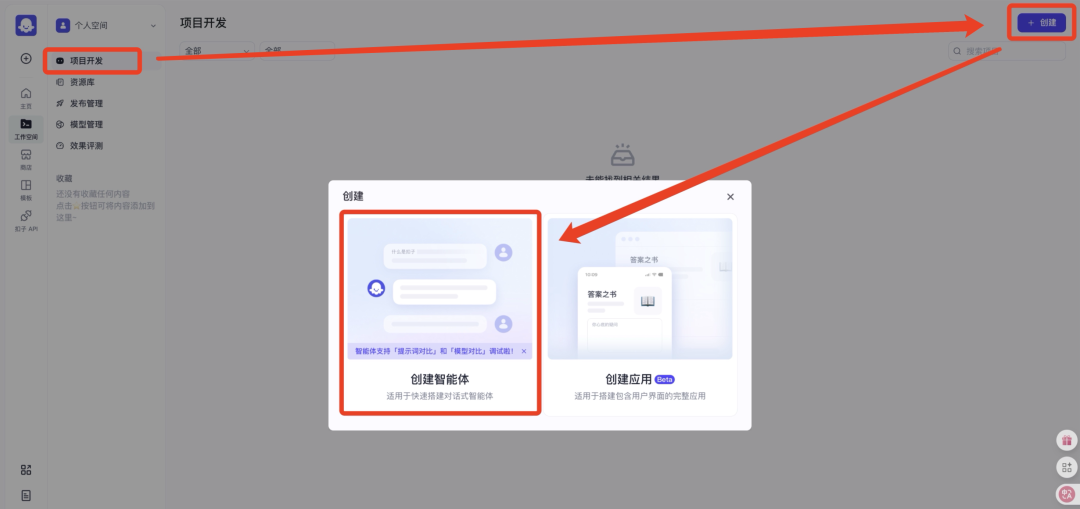 个人空间
项目开发
+ 创建
全部
全部
项目开发
资源库
发布管理
模型管理
效果评测
主页
工作空间
商店
模板
扣子 API
收藏
还没有收藏任何内容
点击
按钮可将内容添加到
这里~
未能找到相关结果
创建
什么是扣子
智能体支持「提示词对比」和「模型对比」调试啦!
创建智能体
适用于快速搭建对话式智能体
答案之书
答案之书
创建应用 Beta
适用于搭建包含用户界面的完整应用